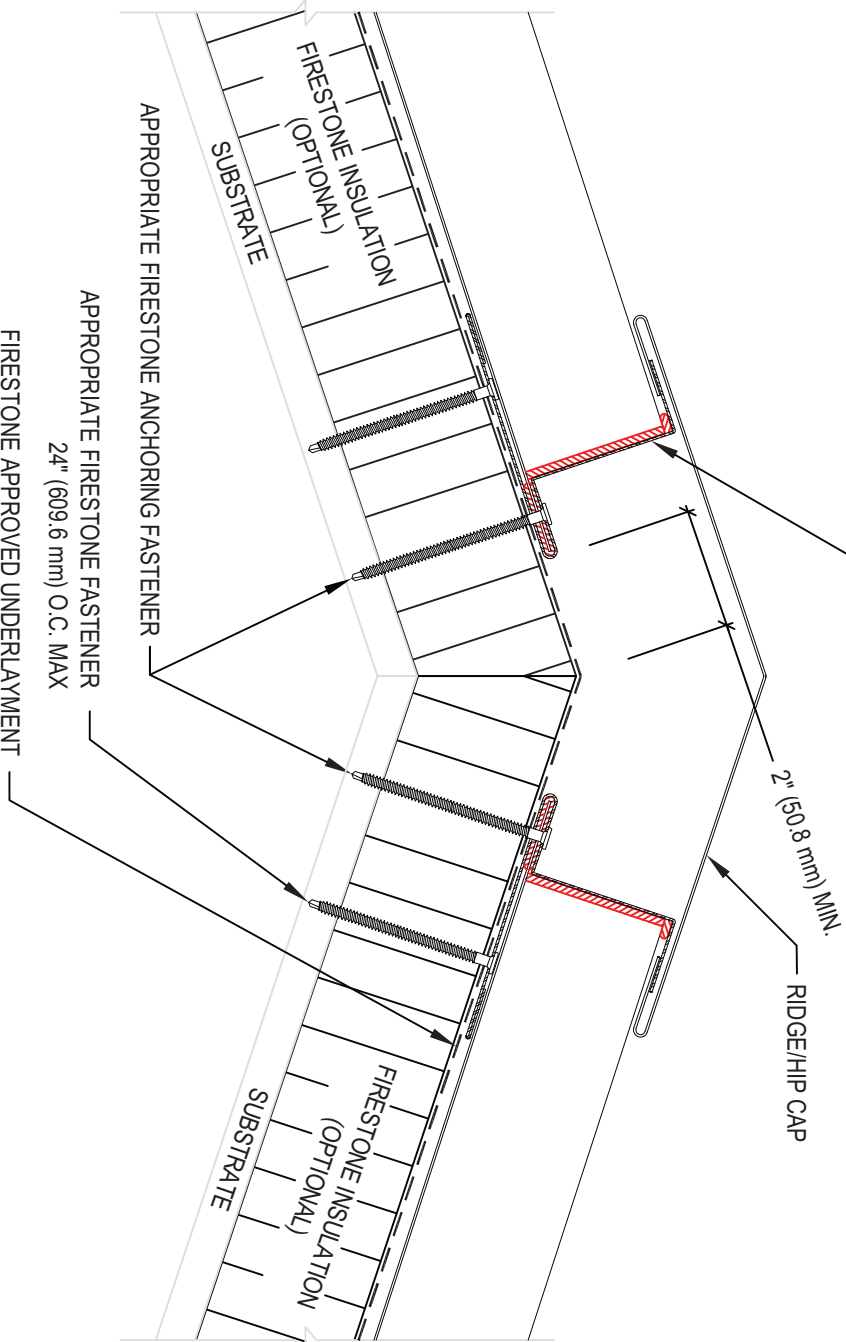 2" (50.8 mm) MIN.
RIDGE/HIP CAP
FIRESTONE INSULATION
(OPTIONAL)
SUBSTRATE
FIRESTONE INSULATION
(OPTIONAL)
SUBSTRATE
APPROPRIATE FIRESTONE ANCHORING FASTENER
APPROPRIATE FIRESTONE FASTENER
24" (609.6 mm) O.C. MAX
FIRESTONE APPROVED UNDERLAYMENT